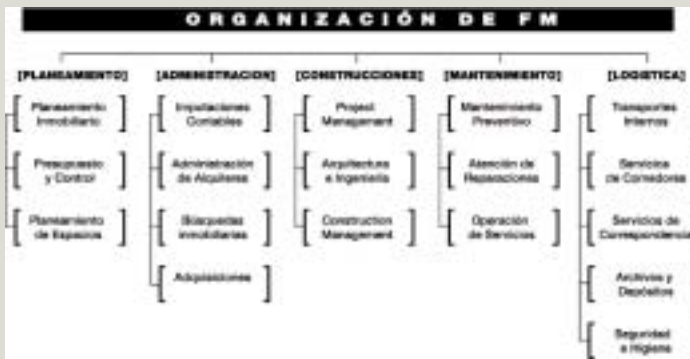 ORGANIZACIÓN DE FM
[PLANEAMIENTO]
Planeamiento
Inmobiliario
Presupuesto
y Control
Planeamiento
de Espacios
[ADMINISTRACION]
Imputaciones
Contables
Administración
de Alquileres
Búsquedas
Inmobiliarias
Adquisiciones
[CONSTRUCCIONES]
Project
Management
Arquitectura
e Ingeniería
Construction
Management
[MANTENIMIENTO]
Mantenimiento
Preventivo
Atención de
Reparaciones
Operación
de Servicios
[LOGISTICA]
Transportes
Internos
Servicios
de Comedores
Servicios de
Correspondencia
Archivos y
Depósitos
Seguridad
e Higiene